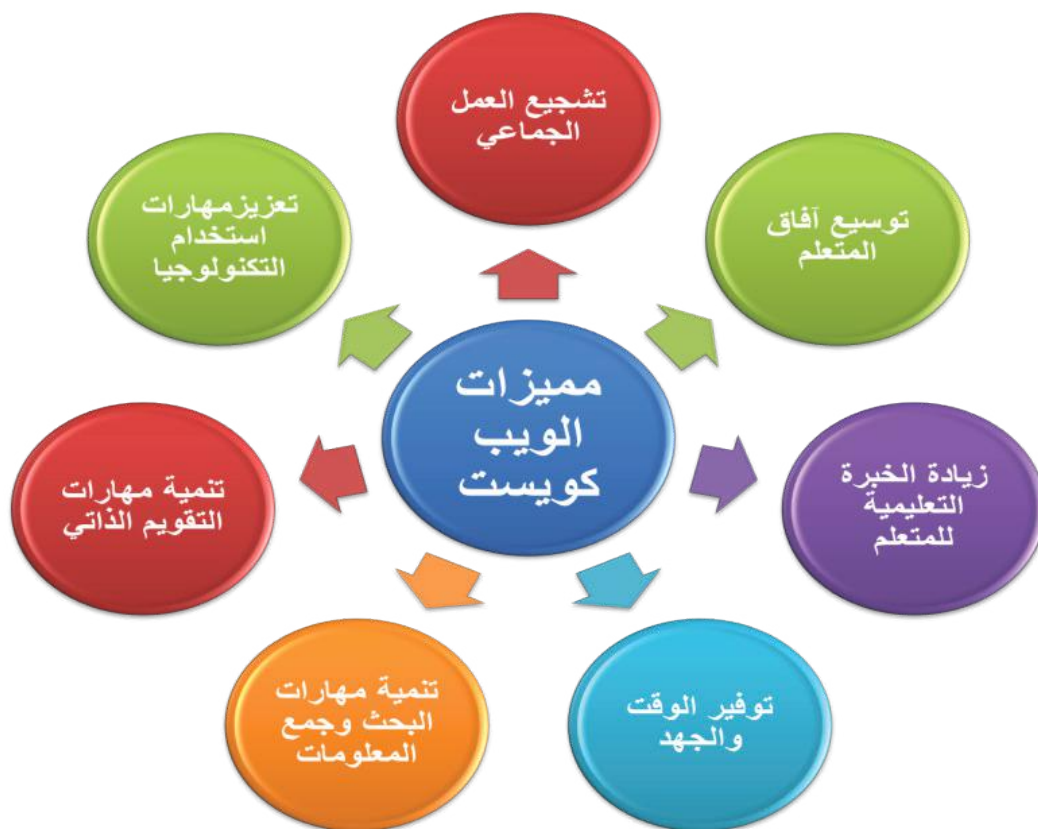 تشجيع العمل
الجماعي
توسيع آفاق
المتعلم
زيادة الخبرة
التعليمية
للمتعلم
توفير الوقت
والجهد
تنمية مهارات
البحث وجمع
المعلومات
تنمية مهارات
التقويم الذاتي
تعزيزمهارات
استخدام
التكنولوجيا
مميزات
الويب
كويست